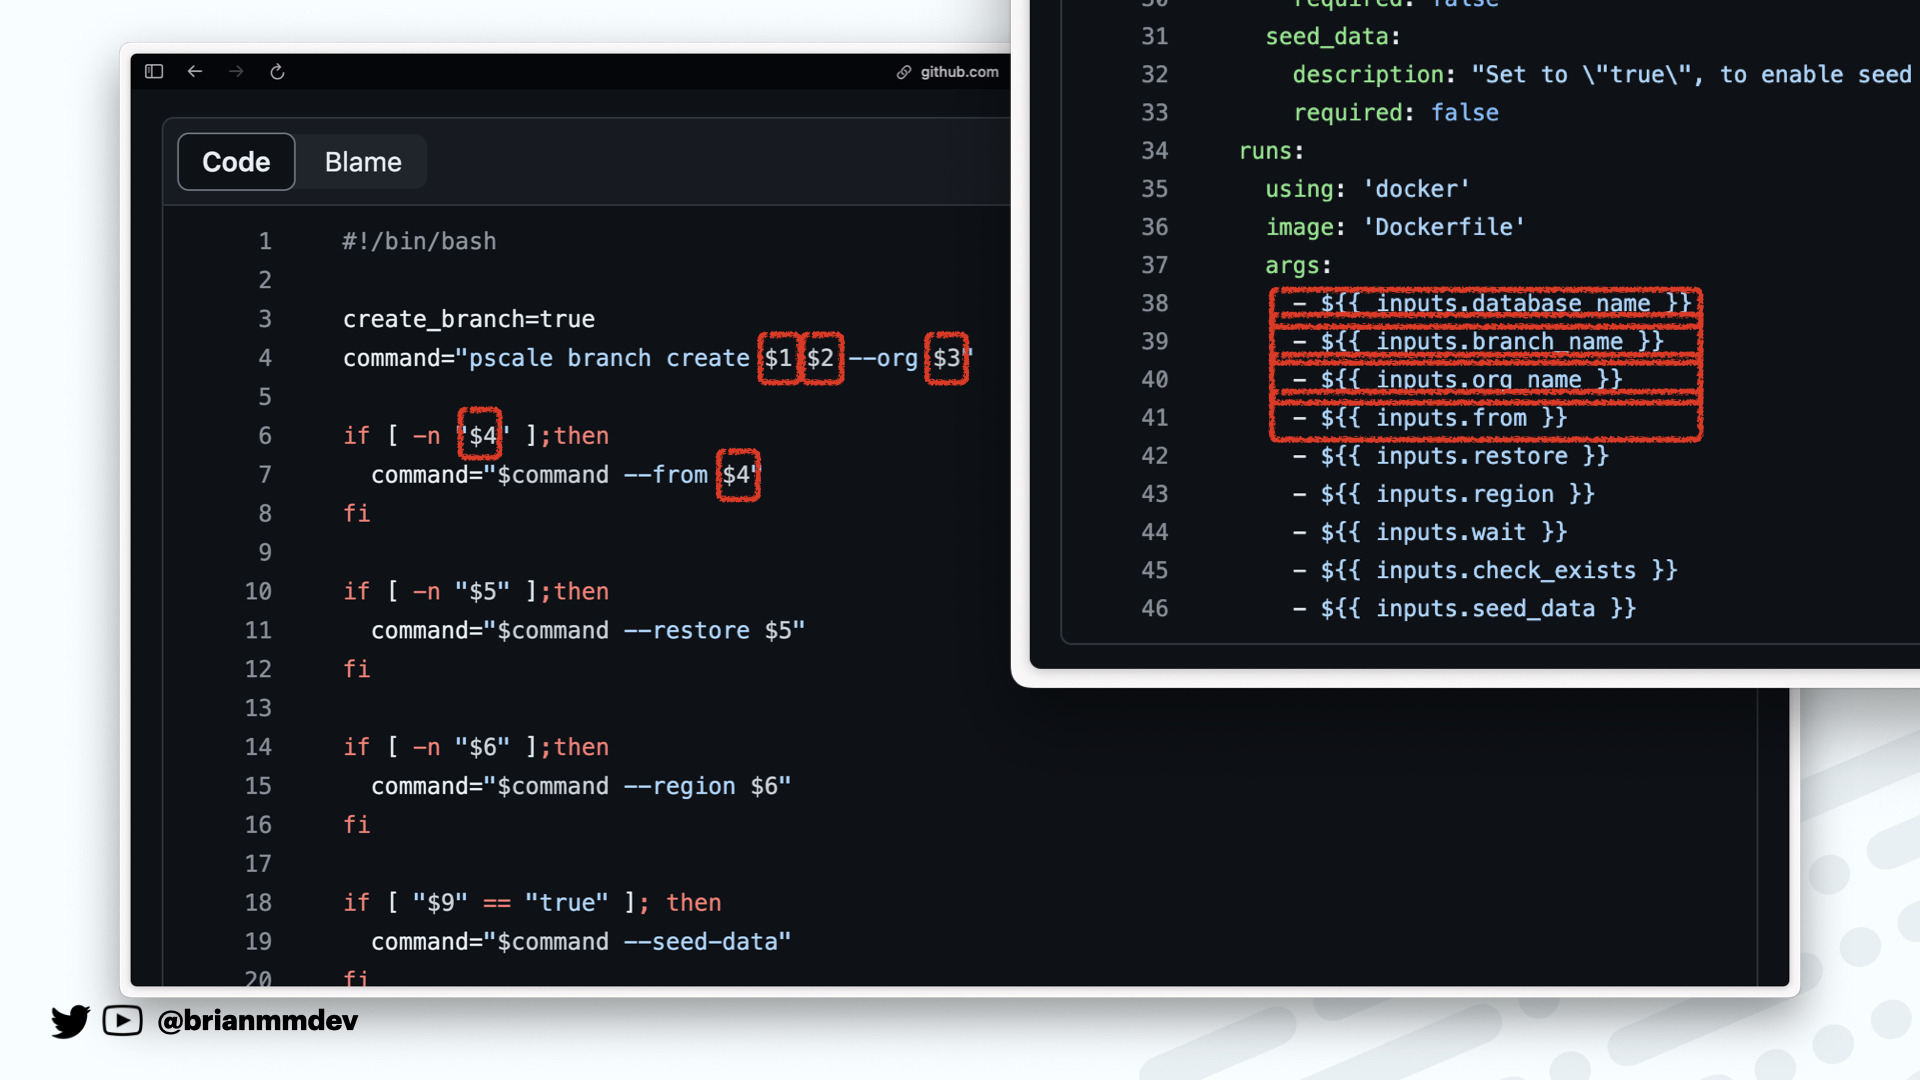 github.com
Code
Blame
1 #!/bin/bash
2
3 create_branch=true
4 command="pscale branch create $1 $2 --org $3"
5
6 if [ -n "$4" ];then
7 command="$command --from $4"
8 fi
9
10 if [ -n "$5" ];then
11 command="$command --restore $5"
12 fi
13
14 if [ -n "$6" ];then
15 command="$command --region $6"
16 fi
17
18 if [ "$9" == "true" ]; then
19 command="$command --seed-data"
20 fi
30 required: false
31 seed_data:
32 description: "Set to \"true\", to enable seed
33 required: false
34 runs:
35 using: 'docker'
36 image: 'Dockerfile'
37 args:
38 - ${{ inputs.database_name }}
39 - ${{ inputs.branch_name }}
40 - ${{ inputs.org_name }}
41 - ${{ inputs.from }}
42 - ${{ inputs.restore }}
43 - ${{ inputs.region }}
44 - ${{ inputs.wait }}
45 - ${{ inputs.check_exists }}
46 - ${{ inputs.seed_data }}
@brianmmdev